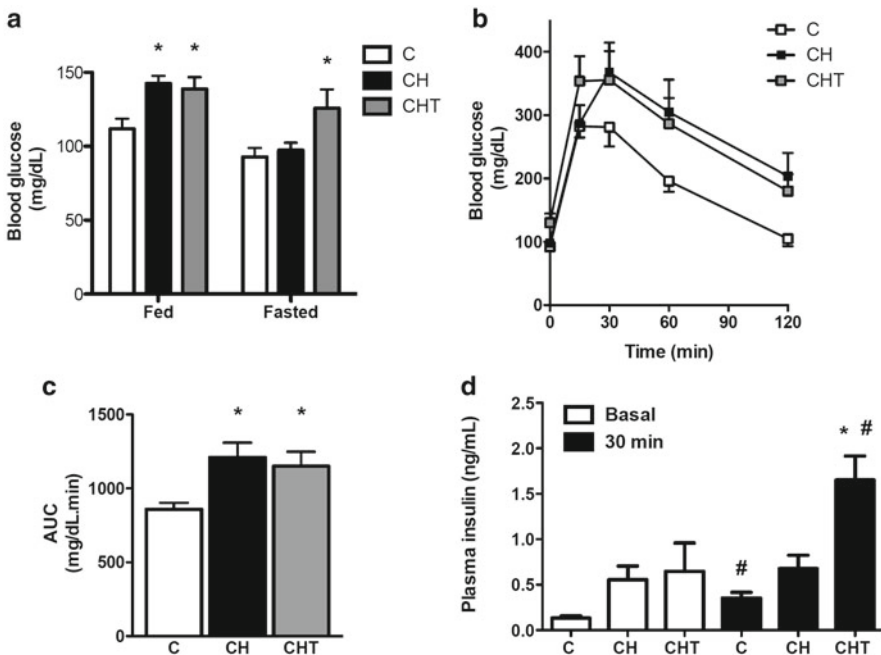 a
* * *
C
CH
CHT
150
100
50
0
Blood glucose
(mg/dL)
Fed Fasted
b
C
CH
CHT
400
300
200
100
0
Blood glucose
(mg/dL)
0 30 60 90 120
Time (min)
c
* *
1500
1000
500
0
AUC
(mg/dL.min)
C CH CHT
d
Basal
30 min
* #
#
2.5
2.0
1.5
1.0
0.5
0.0
Plasma insulin (ng/mL)
C CH CHT C CH CHT